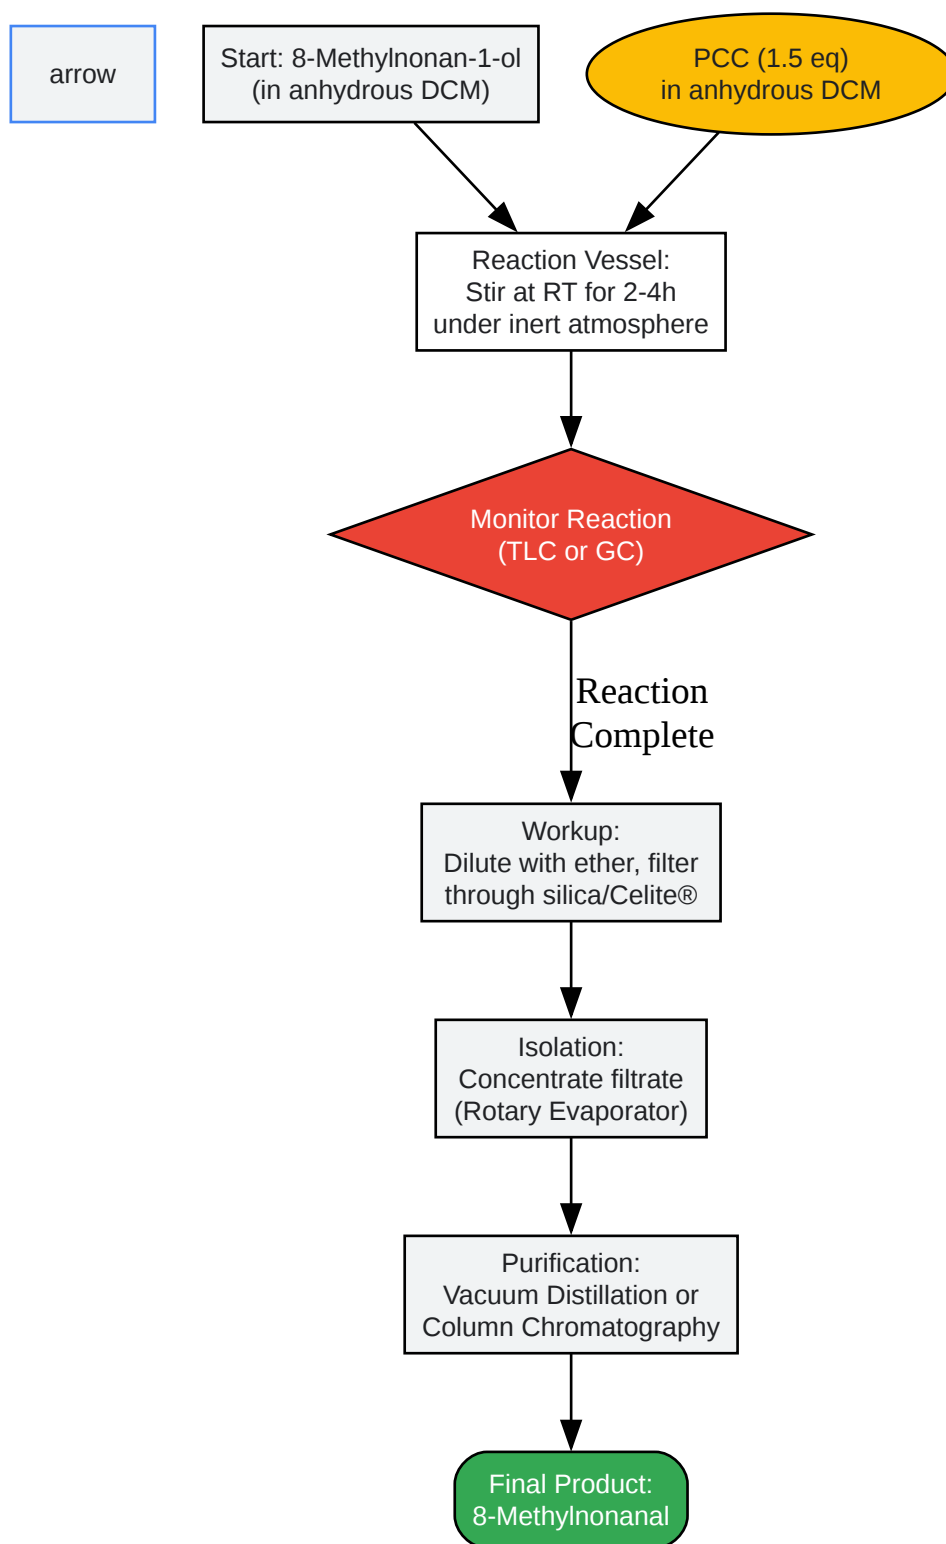 arrow
Start: 8-Methylnonan-1-ol
(in anhydrous DCM)
PCC (1.5 eq)
in anhydrous DCM
Reaction Vessel:
Stir at RT for 2-4h
under inert atmosphere
Monitor Reaction
(TLC or GC)
Reaction
Complete
Workup:
Dilute with ether, filter
through silica/Celite®
Isolation:
Concentrate filtrate
(Rotary Evaporator)
Purification:
Vacuum Distillation or
Column Chromatography
Final Product:
8-Methylnonanal